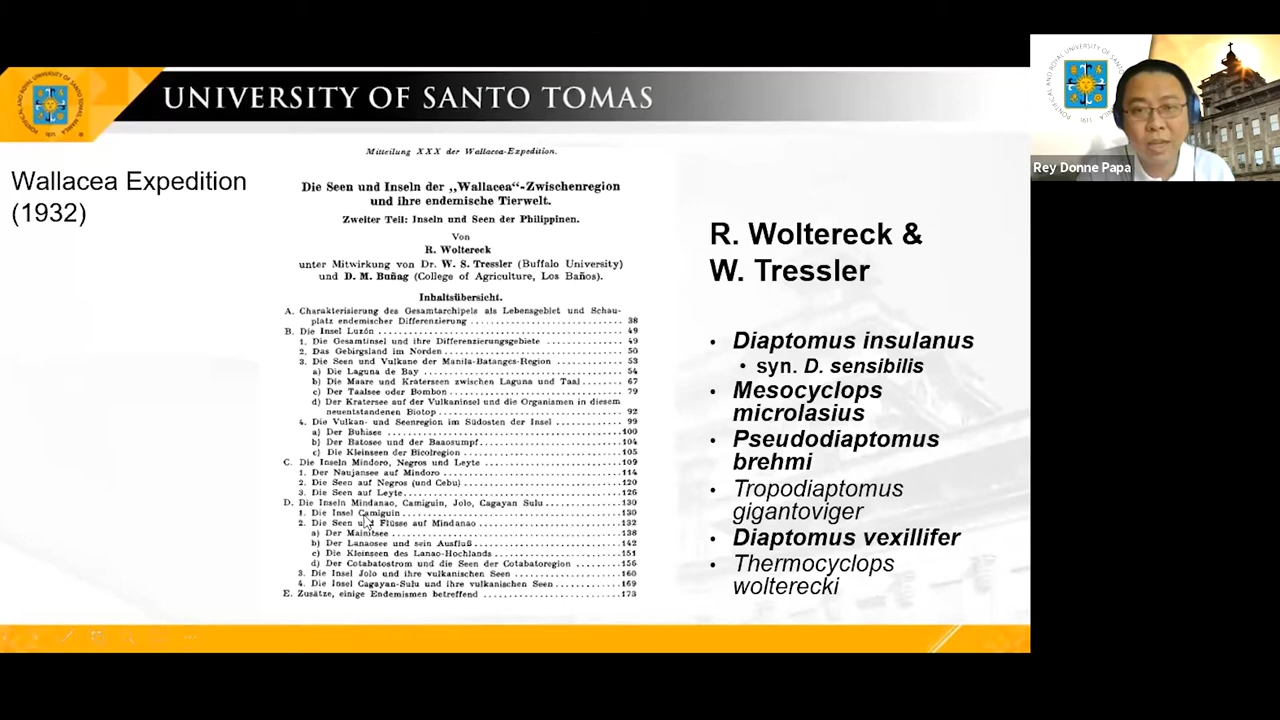 UNIVERSITY OF SANTO TOMAS
Wallacea Expedition
(1932)
Mitteilung XXX der Wallacea-Expedition.
Die Seen und Inseln der „Wallacea“-Zwischenregion
und ihre endemische Tierwelt.
Zweiter Teil: Inseln und Seen der Philippinen.
Von
R. Woltereck
unter Mitwirkung von Dr. W. S. Tressler (Buffalo University)
und D. M. Buñag (College of Agriculture, Los Baños).
Inhaltsübersicht.
A. Charakterisierung des Gesamtarchipels als Lebensgebiet und Schau-
platz endemischer Differenzierung 38
B. Die Insel Luzón 49
1. Die Gesamtinsel und ihre Differenzierungsgebiete 49
2. Das Gebirgsland im Norden 50
3. Die Seen und Vulkane der Manila-Batanges-Region 53
a) Die Laguna de Bay 54
b) Die Maare und Kraterseen zwischen Laguna und Taal 67
c) Der Taalsee oder Bombon 79
d) Der Kratersee auf der Vulkaninsel und die Organismen in diesem
neuentstandenen Biotop 92
4. Die Vulkan- und Seenregion im Südosten der Insel 99
a) Der Buhisee 100
b) Der Batosee und der Baaosumpf 104
c) Die Kleinseen der Bicolregion 105
C. Die Inseln Mindoro, Negros und Leyte 109
1. Der Naujansee auf Mindoro 114
2. Die Seen auf Negros (und Cebu) 120
3. Die Seen auf Leyte 126
D. Die Inseln Mindanao, Camiguin, Jolo, Cagayan Sulu 130
1. Die Insel Camiguin 130
2. Die Seen und Flüsse auf Mindanao 132
a) Der Mainitsee 138
b) Der Lanaosee und sein Ausfluß 142
c) Die Kleinseen des Lanao-Hochlands 151
d) Der Cotabatostrom und die Seen der Cotabatoregion 156
3. Die Insel Jolo und ihre vulkanischen Seen 160
4. Die Insel Cagayan-Sulu und ihre vulkanischen Seen 169
E. Zusätze, einige Endemismen betreffend 173
R. Woltereck &
W. Tressler
• Diaptomus insulanus
• syn. D. sensibilis
• Mesocyclops
microlasius
• Pseudodiaptomus
brehmi
• Tropodiaptomus
gigantoviger
• Diaptomus vexillifer
• Thermocyclops
wolterecki
Rey Donne Papa